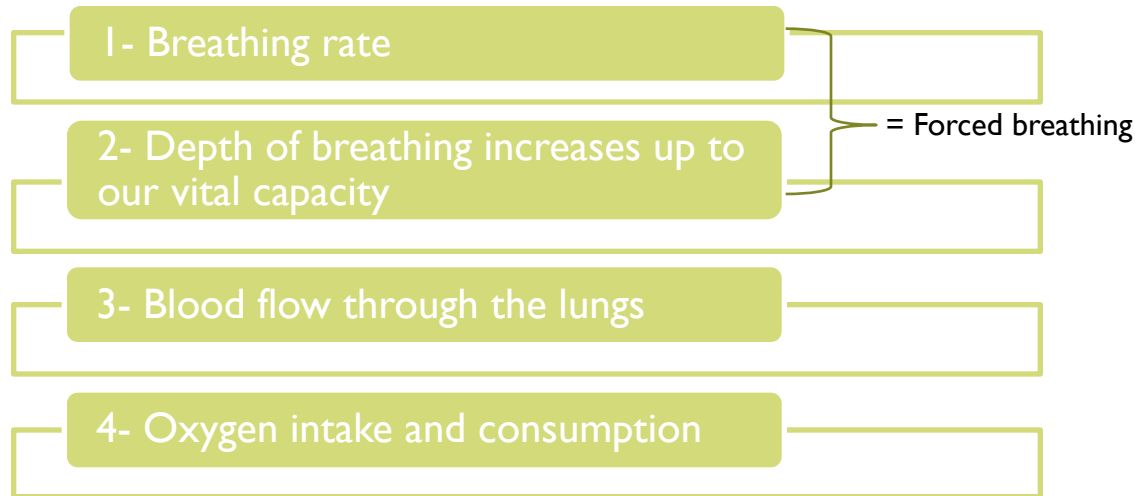 1- Breathing rate
= Forced breathing
2- Depth of breathing increases up to
our vital capacity
3- Blood flow through the lungs
4- Oxygen intake and consumption